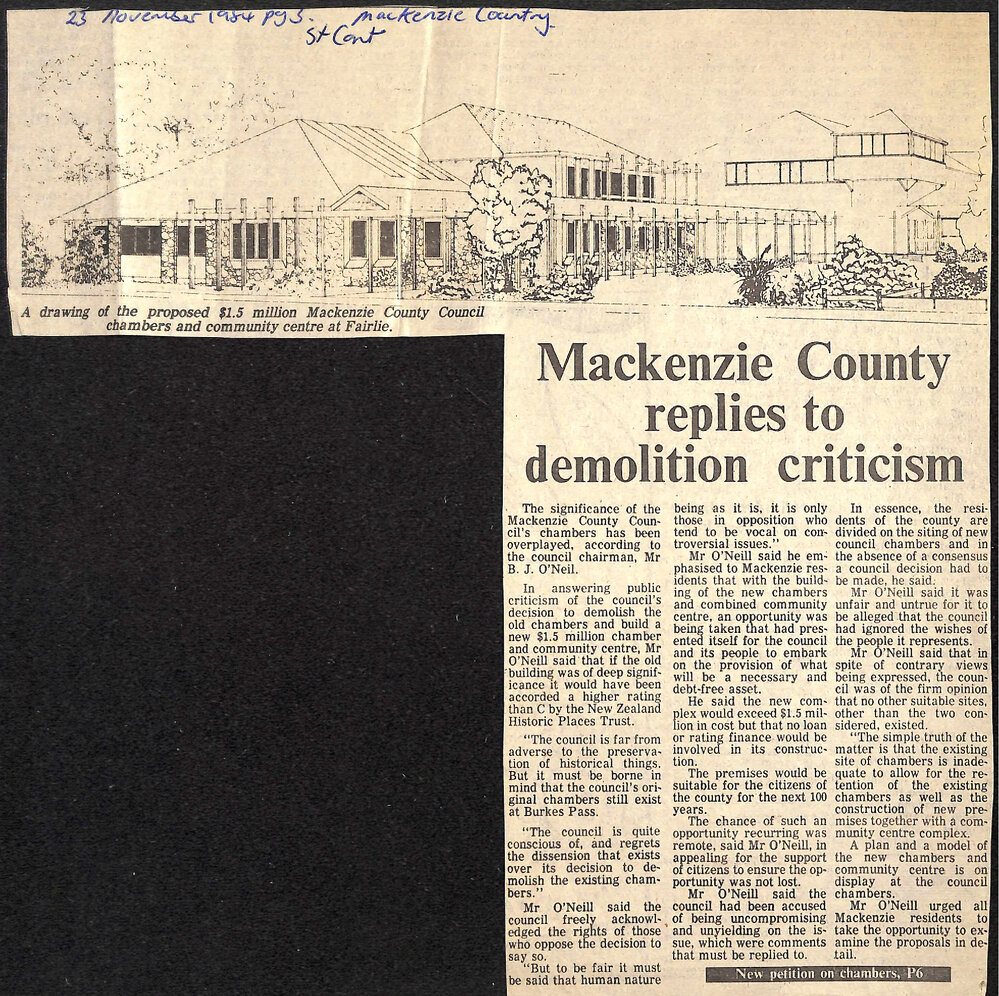 23 November 1984 pg 3. Mackenzie Country
St Cont
A drawing of the proposed $1.5 million Mackenzie County Council
chambers and community centre at Fairlie.
Mackenzie County
replies to
demolition criticism
The significance of the
Mackenzie County Coun-
cil's chambers has been
overplayed, according to
the council chairman, Mr
B. J. O'Neil.
In answering public
criticism of the council's
decision to demolish the
old chambers and build a
new $1.5 million chamber
and community centre, Mr
O'Neill said that if the old
building was of deep signif-
icance it would have been
accorded a higher rating
than C by the New Zealand
Historic Places Trust.
"The council is far from
adverse to the preserva-
tion of historical things.
But it must be borne in
mind that the council's ori-
ginal chambers still exist
at Burkes Pass.
"The council is quite
conscious of, and regrets
the dissension that exists
over its decision to de-
molish the existing cham-
bers."
Mr O'Neill said the
council freely acknowl-
edged the rights of those
who oppose the decision to
say so.
"But to be fair it must
be said that human nature
being as it is, it is only
those in opposition who
tend to be vocal on con-
troversial issues."
Mr O'Neill said he em-
phasised to Mackenzie res-
idents that with the build-
ing of the new chambers
and combined community
centre, an opportunity was
being taken that had pres-
ented itself for the council
and its people to embark
on the provision of what
will be a necessary and
debt-free asset.
He said the new com-
plex would exceed $1.5 mil-
lion in cost but that no loan
or rating finance would be
involved in its construc-
tion.
The premises would be
suitable for the citizens of
the county for the next 100
years.
The chance of such an
opportunity recurring was
remote, said Mr O'Neill, in
appealing for the support
of citizens to ensure the op-
portunity was not lost.
Mr O'Neill said the
council had been accused
of being uncompromising
and unyielding on the is-
sue, which were comments
that must be replied to.
In essence, the resi-
dents of the county are
divided on the siting of new
council chambers and in
the absence of a consensus
a council decision had to
be made, he said.
Mr O'Neill said it was
unfair and untrue for it to
be alleged that the council
had ignored the wishes of
the people it represents.
Mr O'Neill said that in
spite of contrary views
being expressed, the coun-
cil was of the firm opinion
that no other suitable sites,
other than the two con-
sidered, existed.
"The simple truth of the
matter is that the existing
site of chambers is inade-
quate to allow for the re-
tention of the existing
chambers as well as the
construction of new pre-
mises together with a com-
munity centre complex.
A plan and a model of
the new chambers and
community centre is on
display at the council
chambers.
Mr O'Neill urged all
Mackenzie residents to
take the opportunity to ex-
amine the proposals in de-
tail.
New petition on chambers, P6